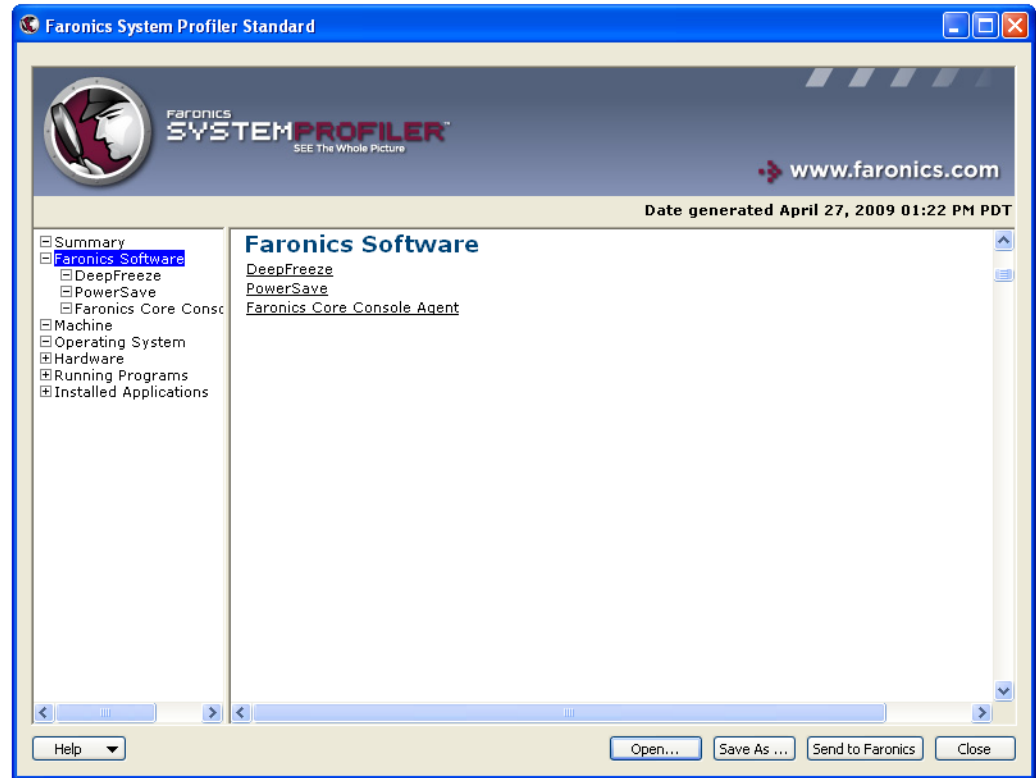 Faronics System Profiler Standard
Faronics
SYSTEMPROFILER™
SEE The Whole Picture
www.faronics.com
Date generated April 27, 2009 01:22 PM PDT
Summary
Faronics Software
DeepFreeze
PowerSave
Faronics Core Consc
Machine
Operating System
Hardware
Running Programs
Installed Applications
Faronics Software
DeepFreeze
PowerSave
Faronics Core Console Agent
Help
Open...
Save As ...
Send to Faronics
Close